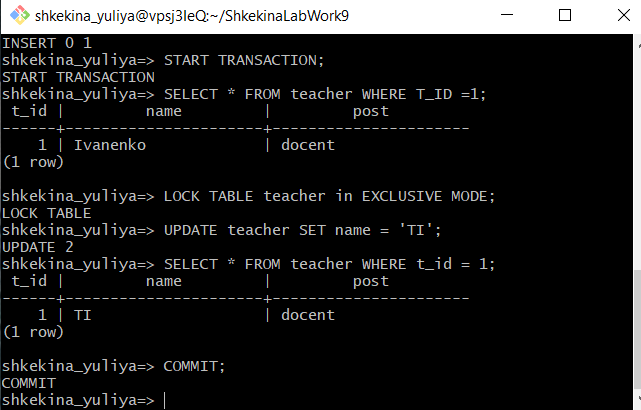 shkekina_yuliya@vpsj3IeQ:~/ShkekinaLabWork9
INSERT 0 1
shkekina_yuliya=> START TRANSACTION;
START TRANSACTION
shkekina_yuliya=> SELECT * FROM teacher WHERE T_ID =1;
 t_id |         name         |         post
------+----------------------+----------------------
    1 | Ivanenko             | docent
(1 row)
shkekina_yuliya=> LOCK TABLE teacher in EXCLUSIVE MODE;
LOCK TABLE
shkekina_yuliya=> UPDATE teacher SET name = 'TI';
UPDATE 2
shkekina_yuliya=> SELECT * FROM teacher WHERE t_id = 1;
 t_id |         name         |         post
------+----------------------+----------------------
    1 | TI                   | docent
(1 row)
shkekina_yuliya=> COMMIT;
COMMIT
shkekina_yuliya=>